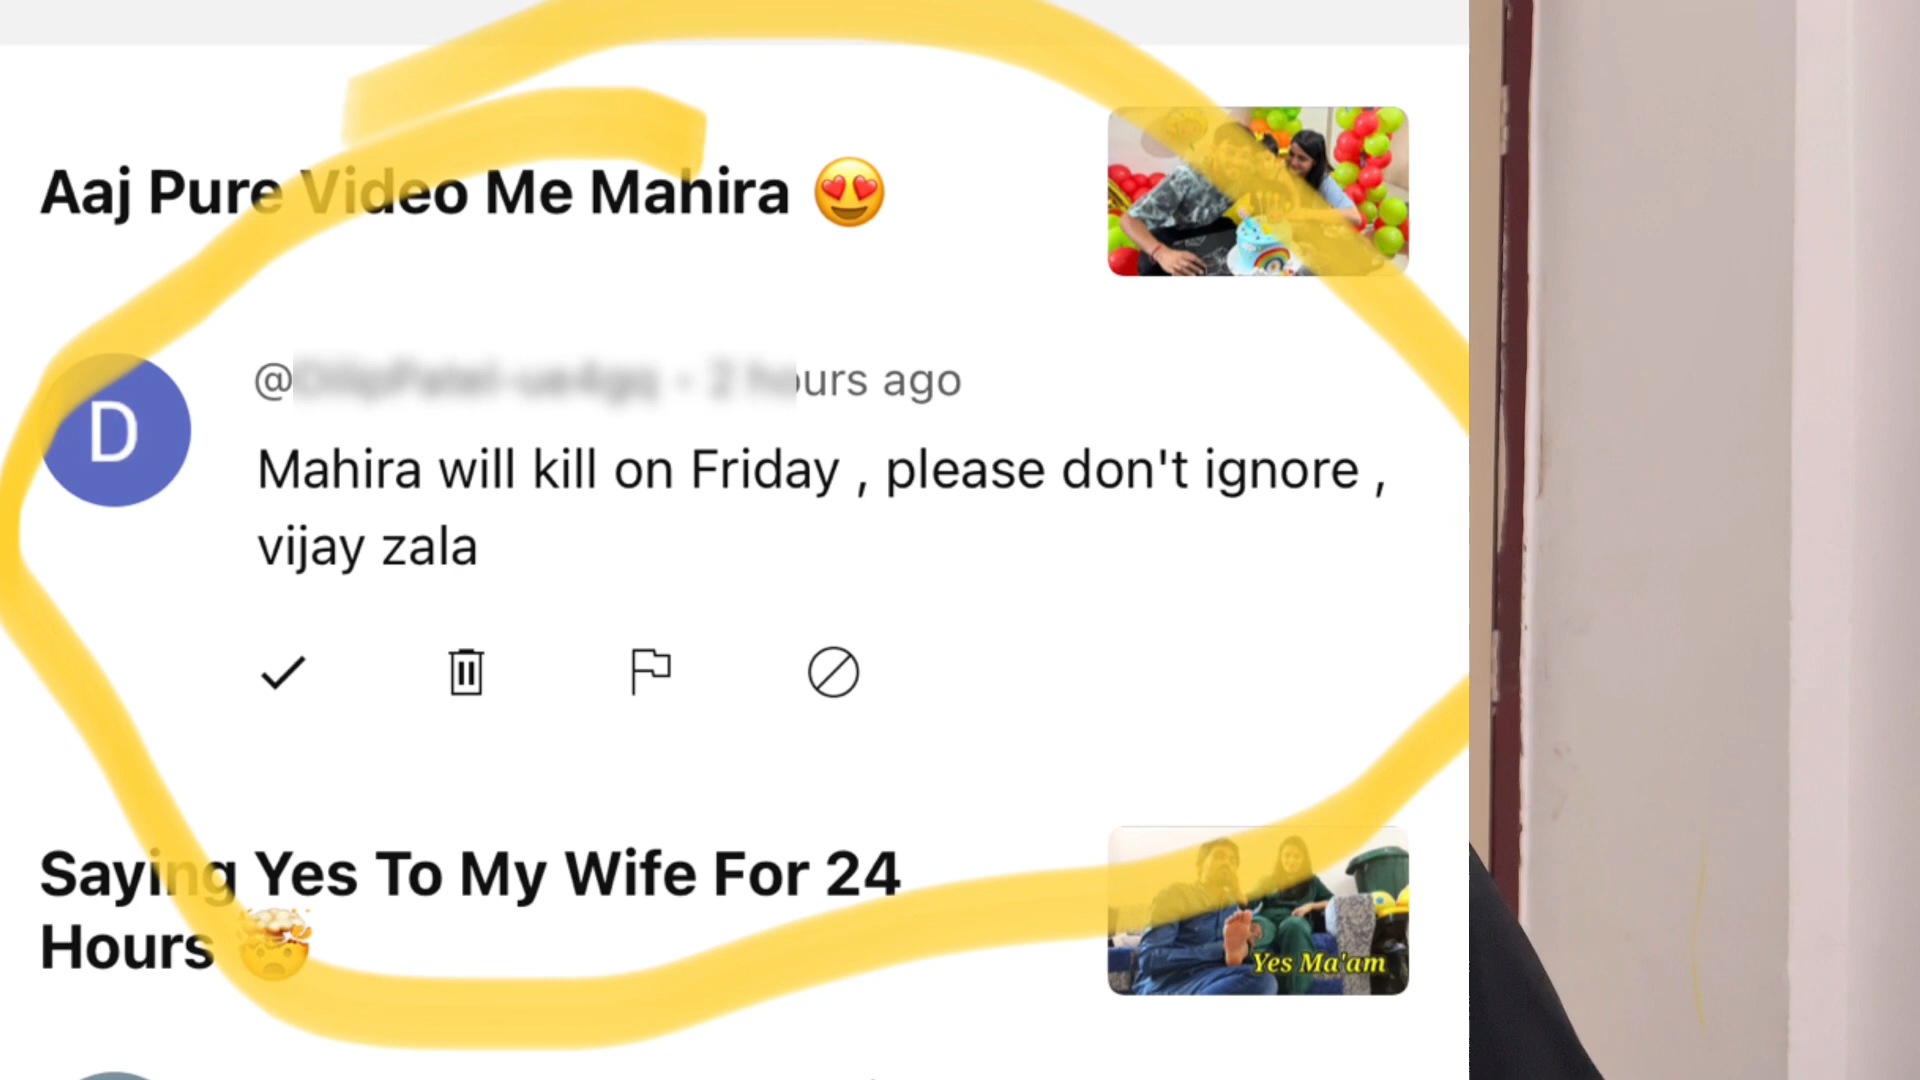 Aaj Pure Video Me Mahira 😍
D
@ ours ago
Mahira will kill on Friday , please don't ignore ,
vijay zala
Saying Yes To My Wife For 24
Hours 🤯
Yes Ma'am